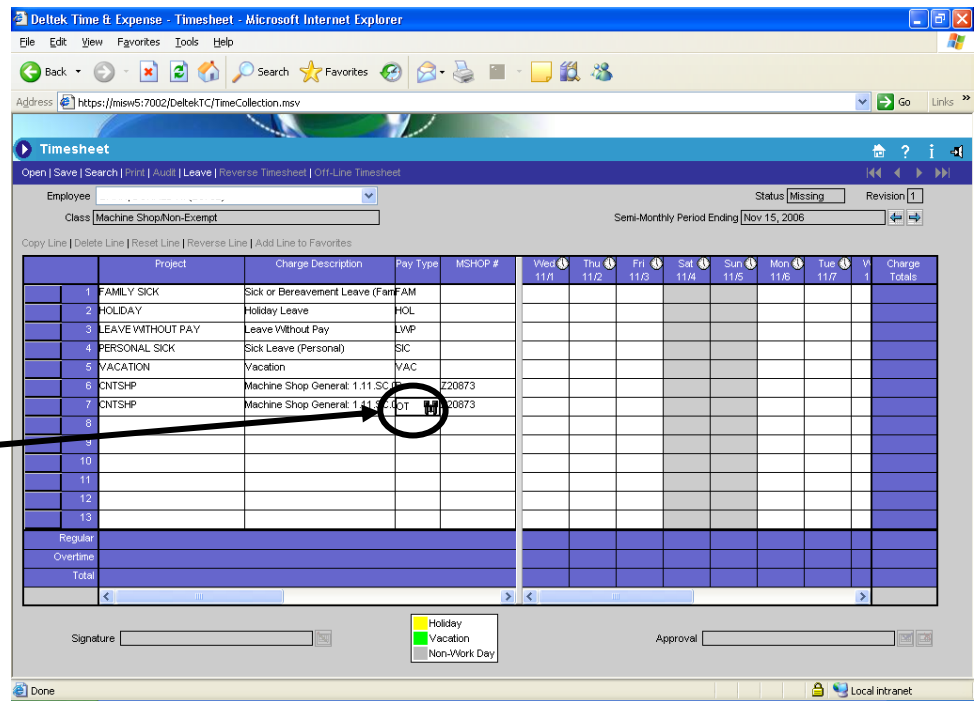 Deltek Time & Expense - Timesheet - Microsoft Internet Explorer
File Edit View Favorites Tools Help
Back Search Favorites
Address https://misw5:7002/DeltekTC/TimeCollection.msv Go Links »
Timesheet ? i
Open | Save | Search | Print | Audit | Leave | Reverse Timesheet | Off-Line Timesheet
Employee Status Missing Revision 1
Class Machine Shop/Non-Exempt Semi-Monthly Period Ending Nov 15, 2006
Copy Line | Delete Line | Reset Line | Reverse Line | Add Line to Favorites
Project Charge Description Pay Type MSHOP # Wed 11/1 Thu 11/2 Fri 11/3 Sat 11/4 Sun 11/5 Mon 11/6 Tue 11/7 Charge Totals
1 FAMILY SICK Sick or Bereavement Leave (Fam FAM
2 HOLIDAY Holiday Leave HOL
3 LEAVE WITHOUT PAY Leave Without Pay LWP
4 PERSONAL SICK Sick Leave (Personal) SIC
5 VACATION Vacation VAC
6 CNTSHP Machine Shop General: 1.11.SC. Z20873
7 CNTSHP Machine Shop General: 1.11.SC. OT 20873
8
9
10
11
12
13
Regular
Overtime
Total
Signature Holiday Vacation Non-Work Day Approval
Done Local intranet